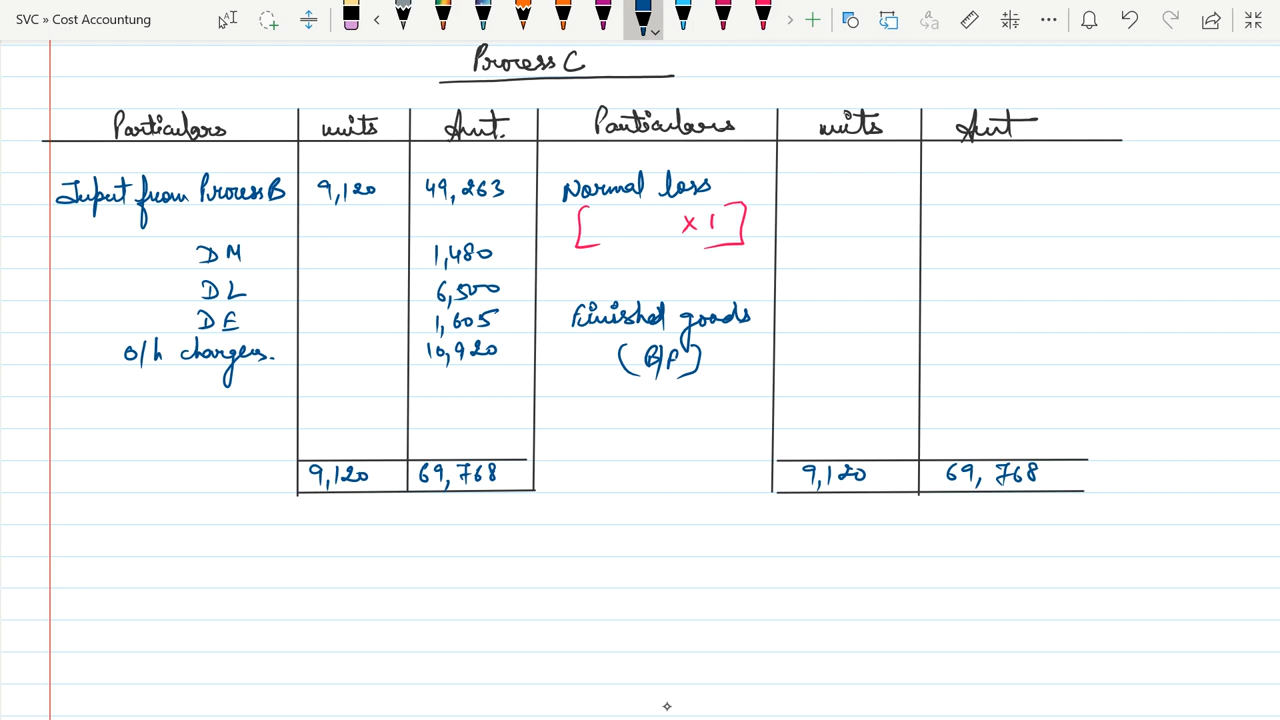 SVC » Cost Accountung
Process C
Particulars units Amt. Particulars units Amt
Input from Process B 9,120 49,263 Normal loss
[ x 1 ]
DM 1,480
DL 6,500
DE 1,605 Finished goods
o/h chargers. 10,920 (B/F)
9,120 69,768 9,120 69,768